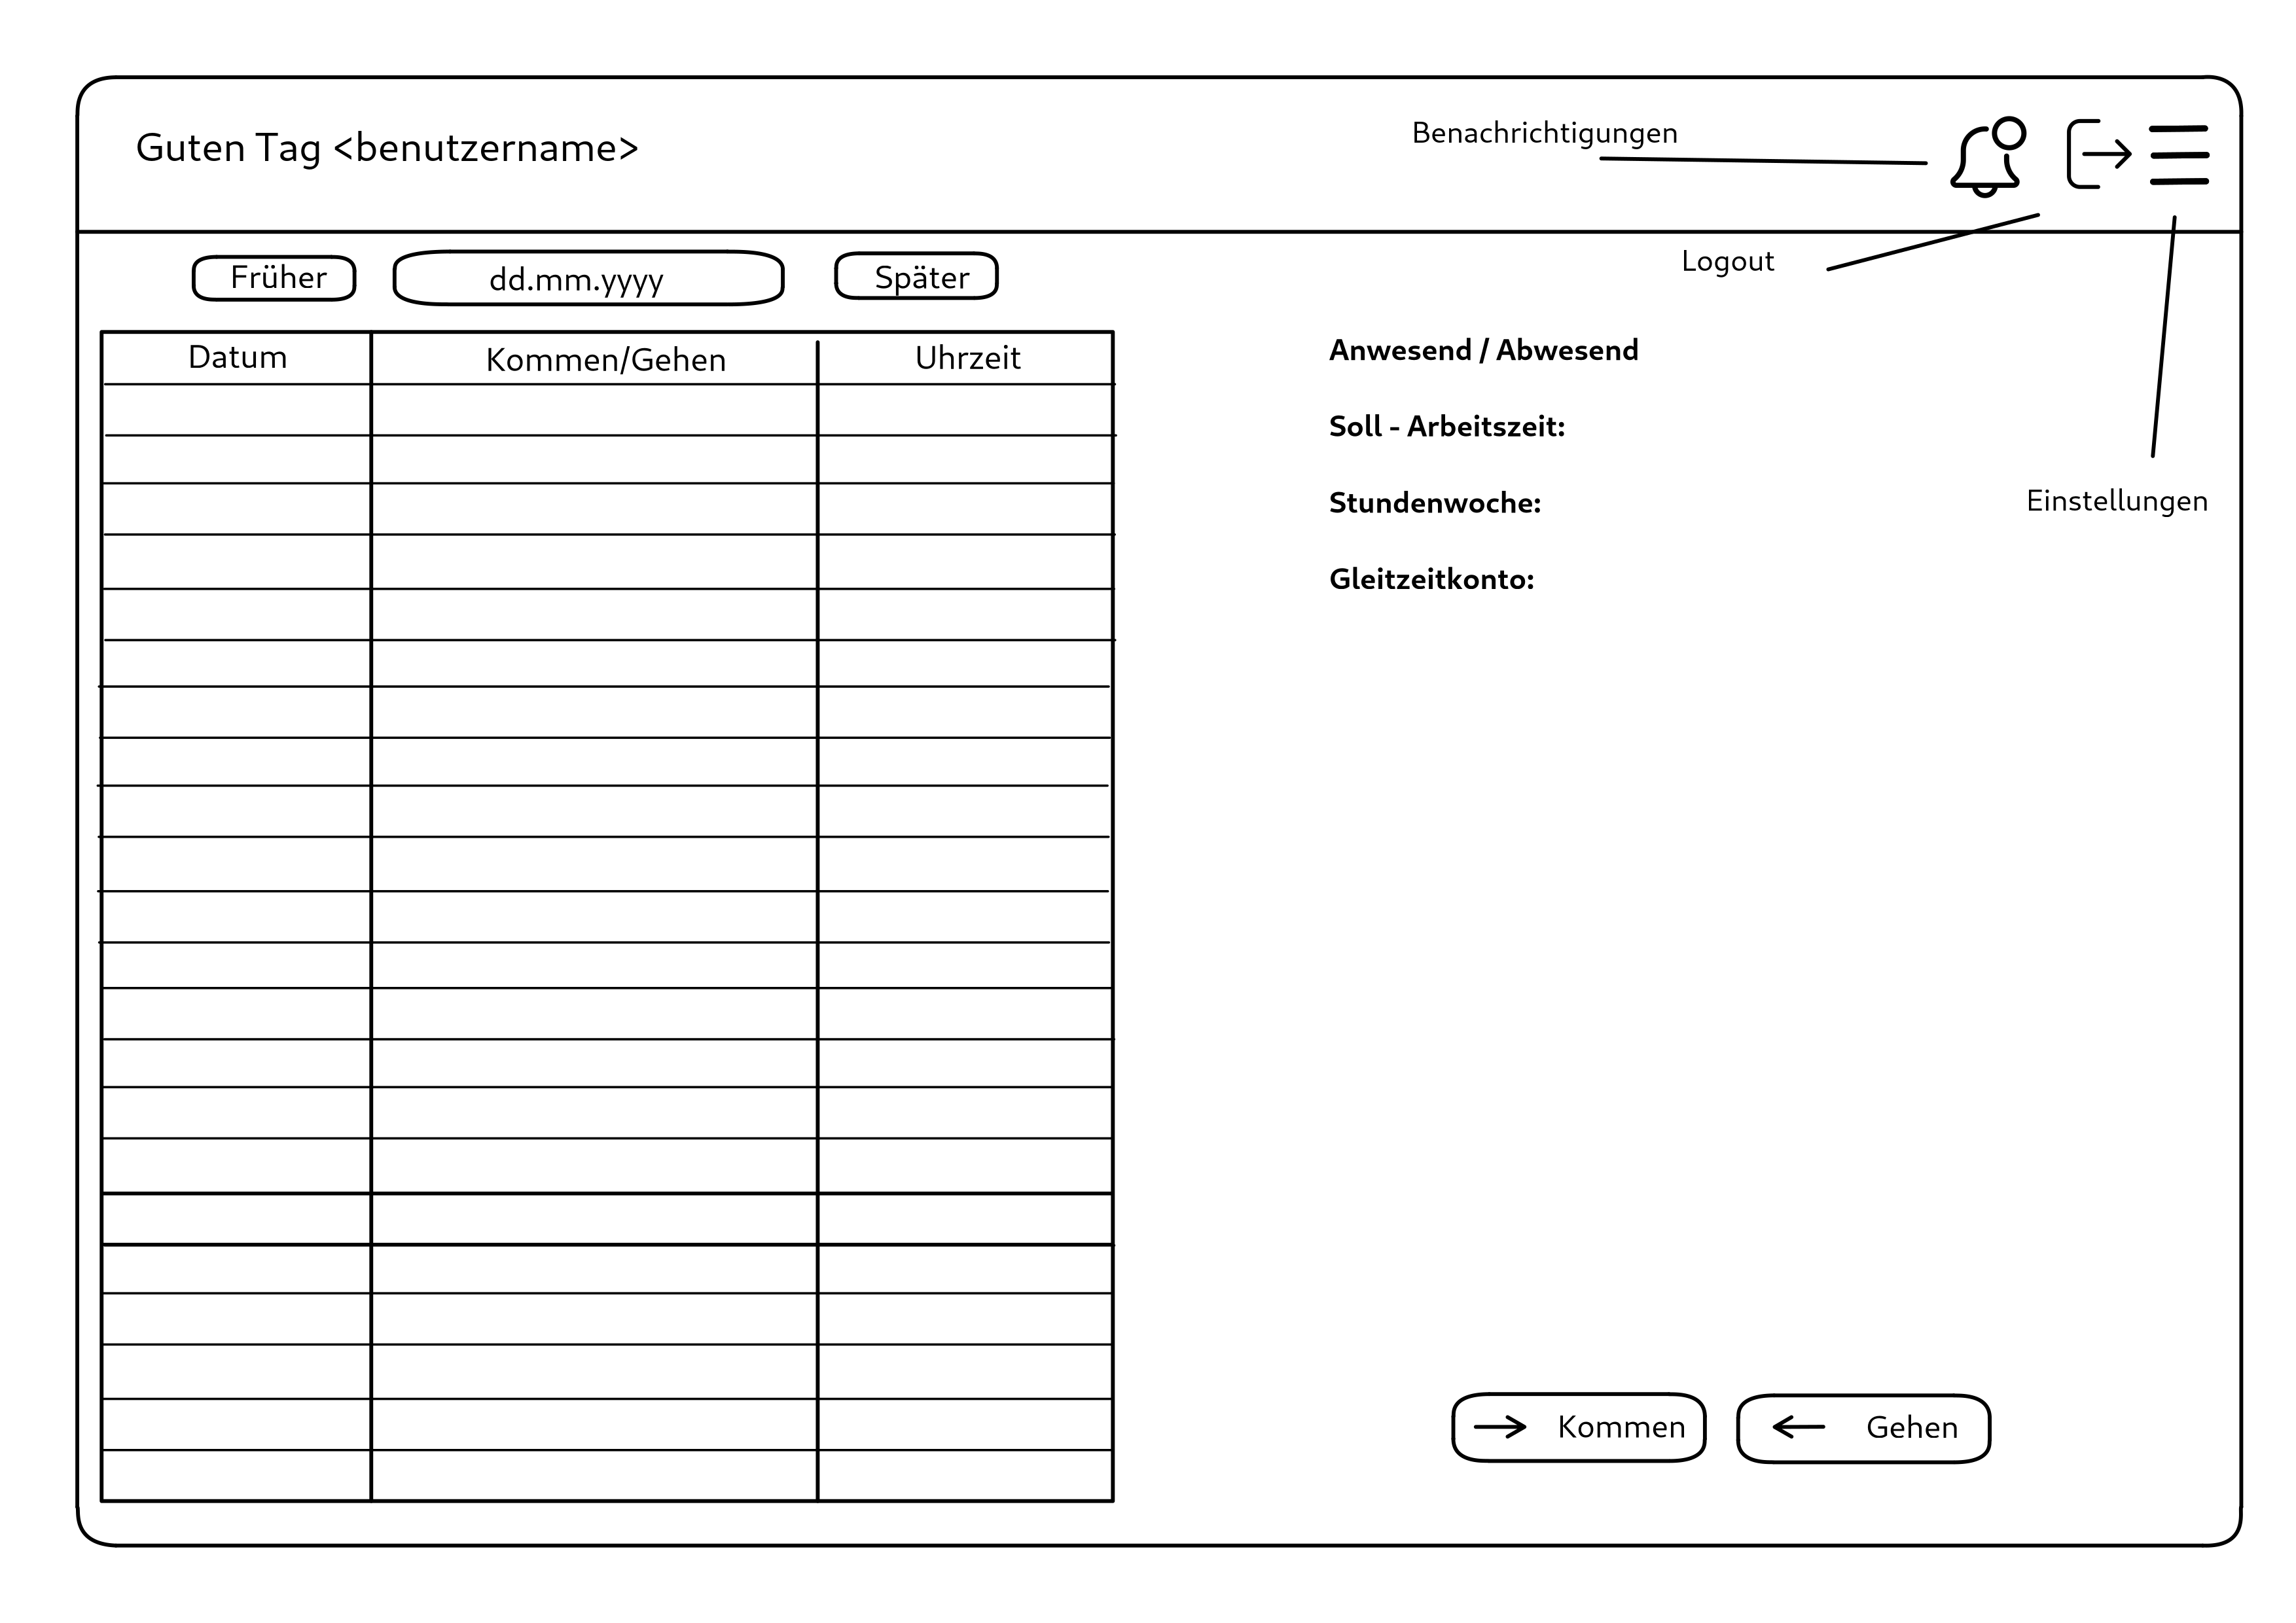 Guten Tag <benutzername>
Benachrichtigungen
Logout
Einstellungen
Früher
dd.mm.yyyy
Später
Datum
Kommen/Gehen
Uhrzeit
Anwesend / Abwesend
Soll - Arbeitszeit:
Stundenwoche:
Gleitzeitkonto:
Kommen
Gehen